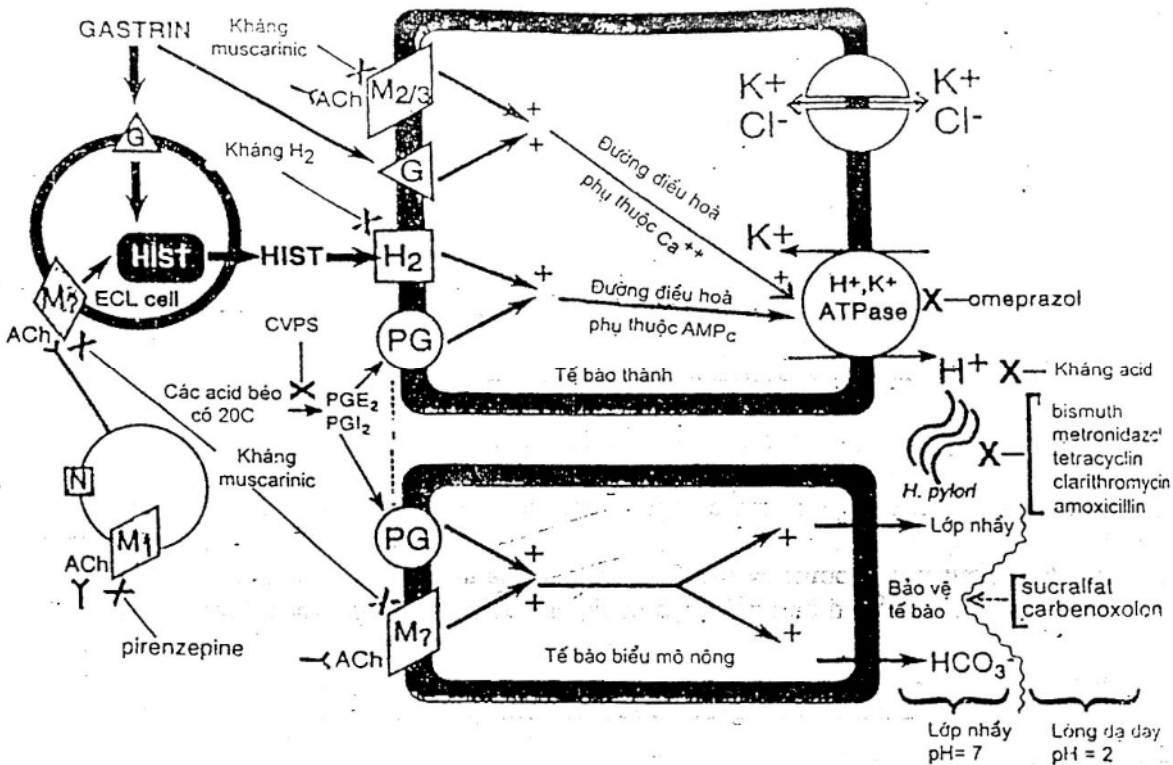 GASTRIN
Kháng
muscarinic
ACh
M2/3
G
G
Kháng H2
HIST
ECL cell
HIST
H2
M?
ACh
CVPS
PG
Các acid béo
có 20C
PGE2
PGI2
+
+
Đường điều hoà
phụ thuộc Ca++
+
+
Đường điều hoà
phụ thuộc AMPc
Tế bào thành
K+
Cl-
K+
Cl-
K+
H+,K+
ATPase
X omeprazol
H+ X Kháng acid
H. pylori
X
bismuth
metronidazol
tetracyclin
clarithromycin
amoxicillin
N
M1
ACh
pirenzepine
Kháng
muscarinic
PG
M?
ACh
+
+
+
+
Tế bào biểu mô nông
Lớp nhầy
Bảo vệ
tế bào
sucralfat
carbenoxolon
HCO3-
Lớp nhầy
pH= 7
Lòng dạ dày
pH = 2